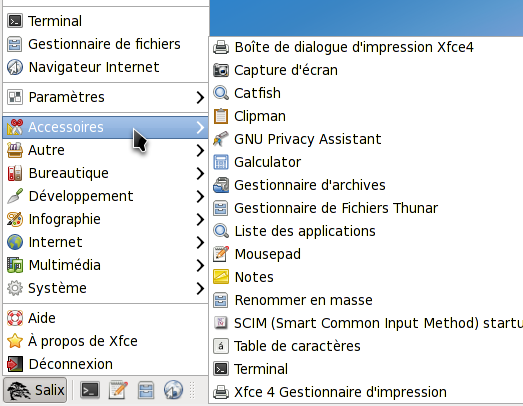 Terminal
Gestionnaire de fichiers
Navigateur Internet
Paramètres
Accessoires
Autre
Bureautique
Développement
Infographie
Internet
Multimédia
Système
Aide
À propos de Xfce
Déconnexion
Salix
Boîte de dialogue d'impression Xfce4
Capture d'écran
Catfish
Clipman
GNU Privacy Assistant
Galculator
Gestionnaire d'archives
Gestionnaire de Fichiers Thunar
Liste des applications
Mousepad
Notes
Renommer en masse
SCIM (Smart Common Input Method) startu
Table de caractères
Terminal
Xfce 4 Gestionnaire d'impression